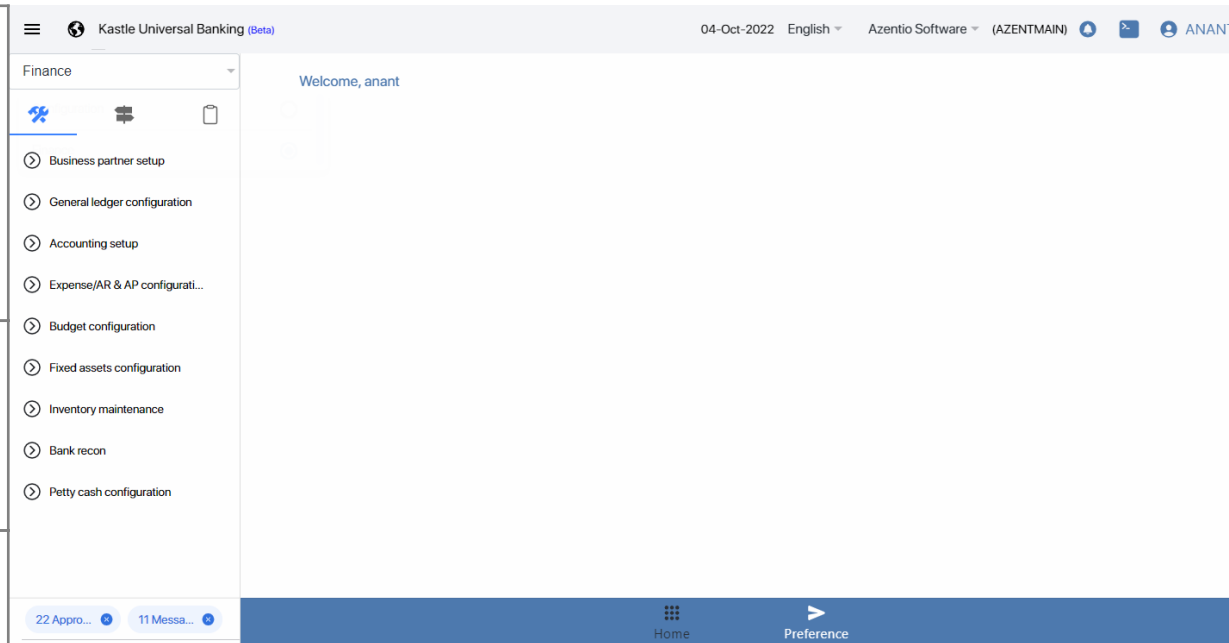 Kastle Universal Banking (Beta) 04-Oct-2022 English Azentio Software (AZENTMAIN) ANANT
Finance
Welcome, anant
Business partner setup
General ledger configuration
Accounting setup
Expense/AR & AP configurati...
Budget configuration
Fixed assets configuration
Inventory maintenance
Bank recon
Petty cash configuration
22 Appro... 11 Messa...
Home Preference